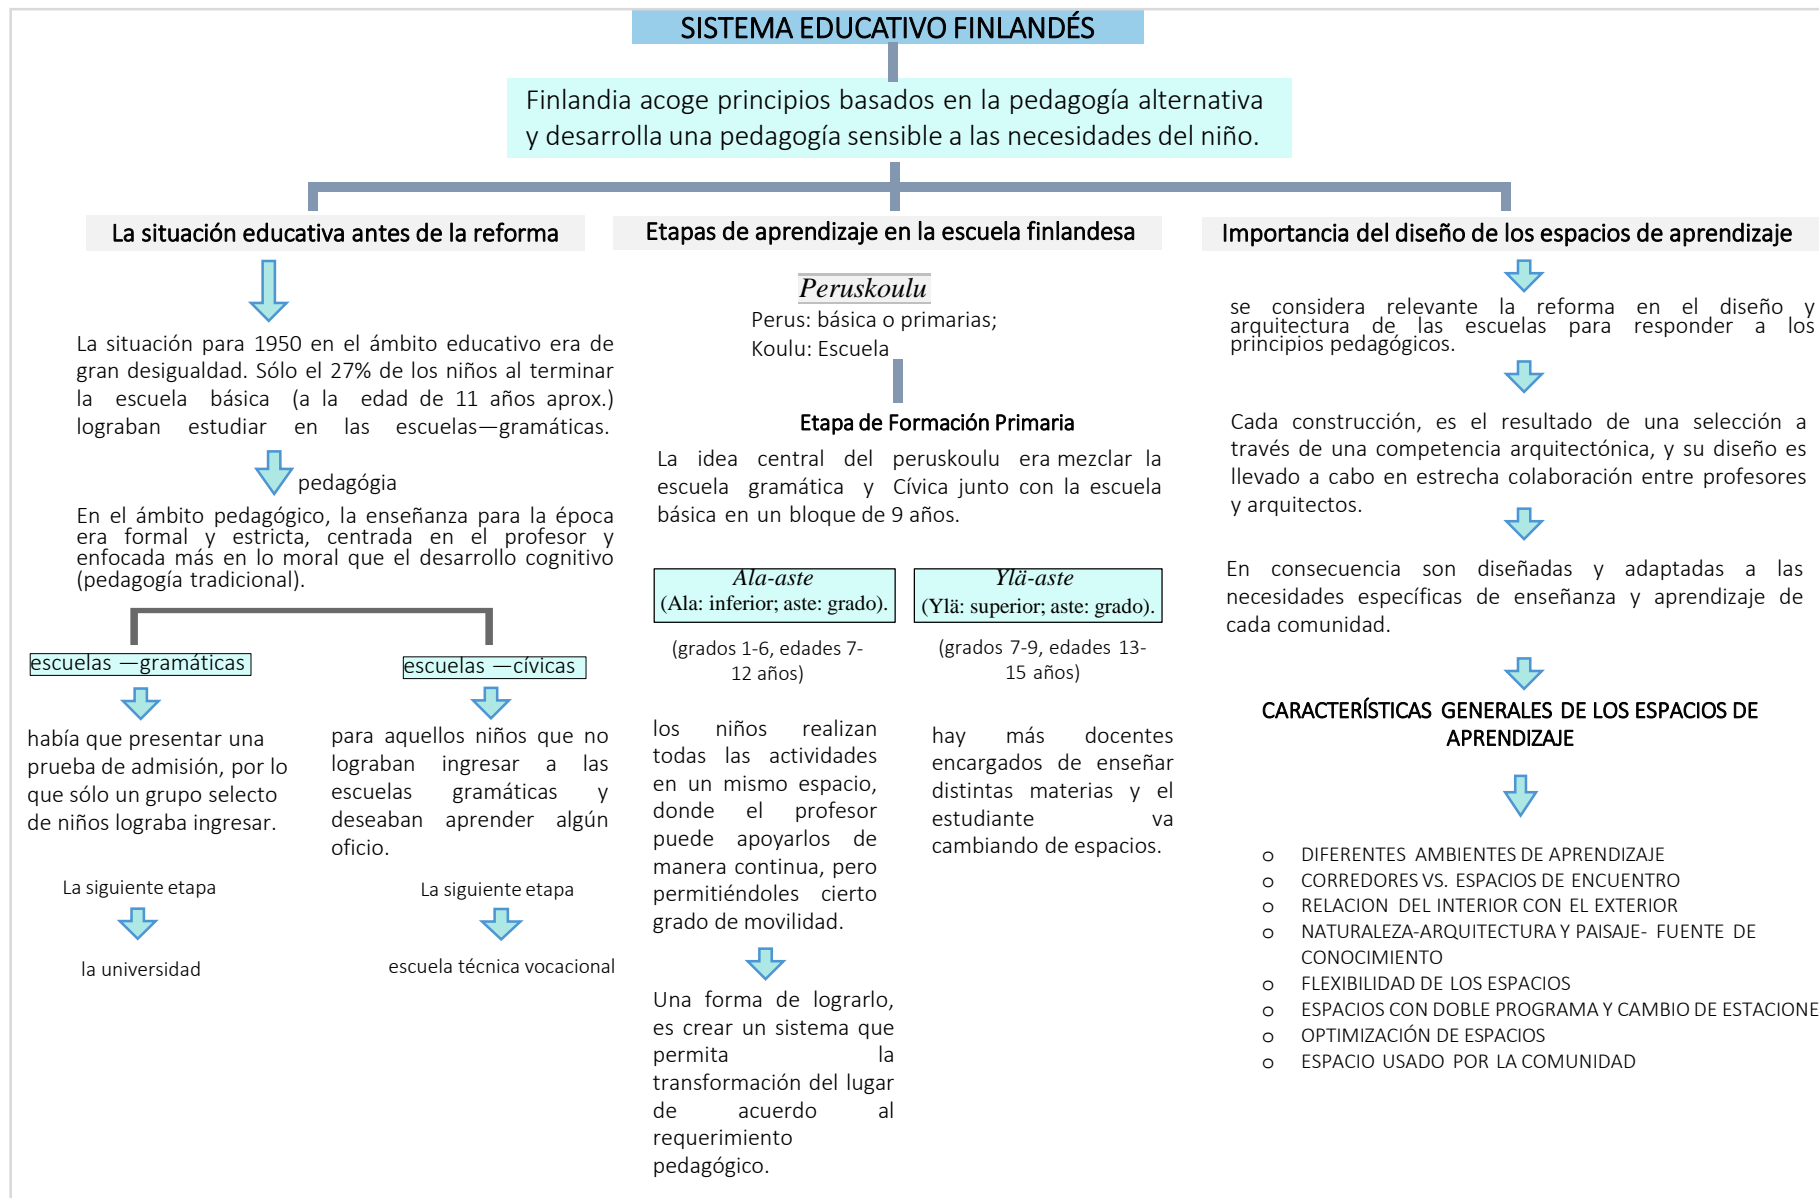 SISTEMA EDUCATIVO FINLANDÉS
Finlandia acoge principios basados en la pedagogía alternativa
y desarrolla una pedagogía sensible a las necesidades del niño.
La situación educativa antes de la reforma
La situación para 1950 en el ámbito educativo era de
gran desigualdad. Sólo el 27% de los niños al terminar
la escuela básica (a la edad de 11 años aprox.)
lograban estudiar en las escuelas—gramáticas.
pedagógia
En el ámbito pedagógico, la enseñanza para la época
era formal y estricta, centrada en el profesor y
enfocada más en lo moral que el desarrollo cognitivo
(pedagogía tradicional).
escuelas —gramáticas
había que presentar una
prueba de admisión, por lo
que sólo un grupo selecto
de niños lograba ingresar.
La siguiente etapa
la universidad
escuelas —cívicas
para aquellos niños que no
lograban ingresar a las
escuelas gramáticas y
deseaban aprender algún
oficio.
La siguiente etapa
escuela técnica vocacional
Etapas de aprendizaje en la escuela finlandesa
Peruskoulu
Perus: básica o primarias;
Koulu: Escuela
Etapa de Formación Primaria
La idea central del peruskoulu era mezclar la
escuela gramática y Cívica junto con la escuela
básica en un bloque de 9 años.
Ala-aste
(Ala: inferior; aste: grado).
(grados 1-6, edades 7-
12 años)
los niños realizan
todas las actividades
en un mismo espacio,
donde el profesor
puede apoyarlos de
manera continua, pero
permitiéndoles cierto
grado de movilidad.
Una forma de lograrlo,
es crear un sistema que
permita la
transformación del lugar
de acuerdo al
requerimiento
pedagógico.
Ylä-aste
(Ylä: superior; aste: grado).
(grados 7-9, edades 13-
15 años)
hay más docentes
encargados de enseñar
distintas materias y el
estudiante va
cambiando de espacios.
Importancia del diseño de los espacios de aprendizaje
se considera relevante la reforma en el diseño y
arquitectura de las escuelas para responder a los
principios pedagógicos.
Cada construcción, es el resultado de una selección a
través de una competencia arquitectónica, y su diseño es
llevado a cabo en estrecha colaboración entre profesores
y arquitectos.
En consecuencia son diseñadas y adaptadas a las
necesidades específicas de enseñanza y aprendizaje de
cada comunidad.
CARACTERÍSTICAS GENERALES DE LOS ESPACIOS DE
APRENDIZAJE
o DIFERENTES AMBIENTES DE APRENDIZAJE
o CORREDORES VS. ESPACIOS DE ENCUENTRO
o RELACION DEL INTERIOR CON EL EXTERIOR
o NATURALEZA-ARQUITECTURA Y PAISAJE- FUENTE DE
CONOCIMIENTO
o FLEXIBILIDAD DE LOS ESPACIOS
o ESPACIOS CON DOBLE PROGRAMA Y CAMBIO DE ESTACIONE
o OPTIMIZACIÓN DE ESPACIOS
o ESPACIO USADO POR LA COMUNIDAD